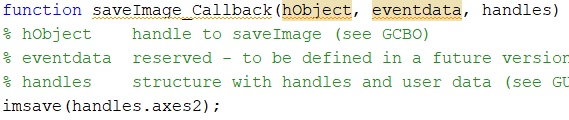 function saveImage_Callback(hObject, eventdata, handles)
% hObject    handle to saveImage (see GCBO)
% eventdata  reserved - to be defined in a future version
% handles    structure with handles and user data (see GU
imsave(handles.axes2);